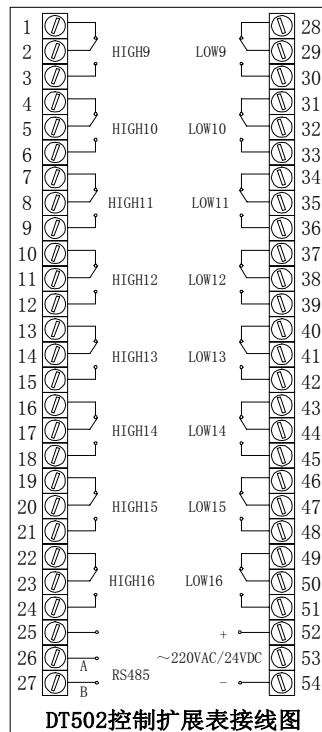 1 28
2 HIGH9 LOW9 29
3 30
4 31
5 HIGH10 LOW10 32
6 33
7 34
8 HIGH11 LOW11 35
9 36
10 37
11 HIGH12 LOW12 38
12 39
13 40
14 HIGH13 LOW13 41
15 42
16 43
17 HIGH14 LOW14 44
18 45
19 46
20 HIGH15 LOW15 47
21 48
22 49
23 HIGH16 LOW16 50
24 51
25 + 52
26 A ～220VAC/24VDC 53
RS485
27 B － 54
DT502控制扩展表接线图